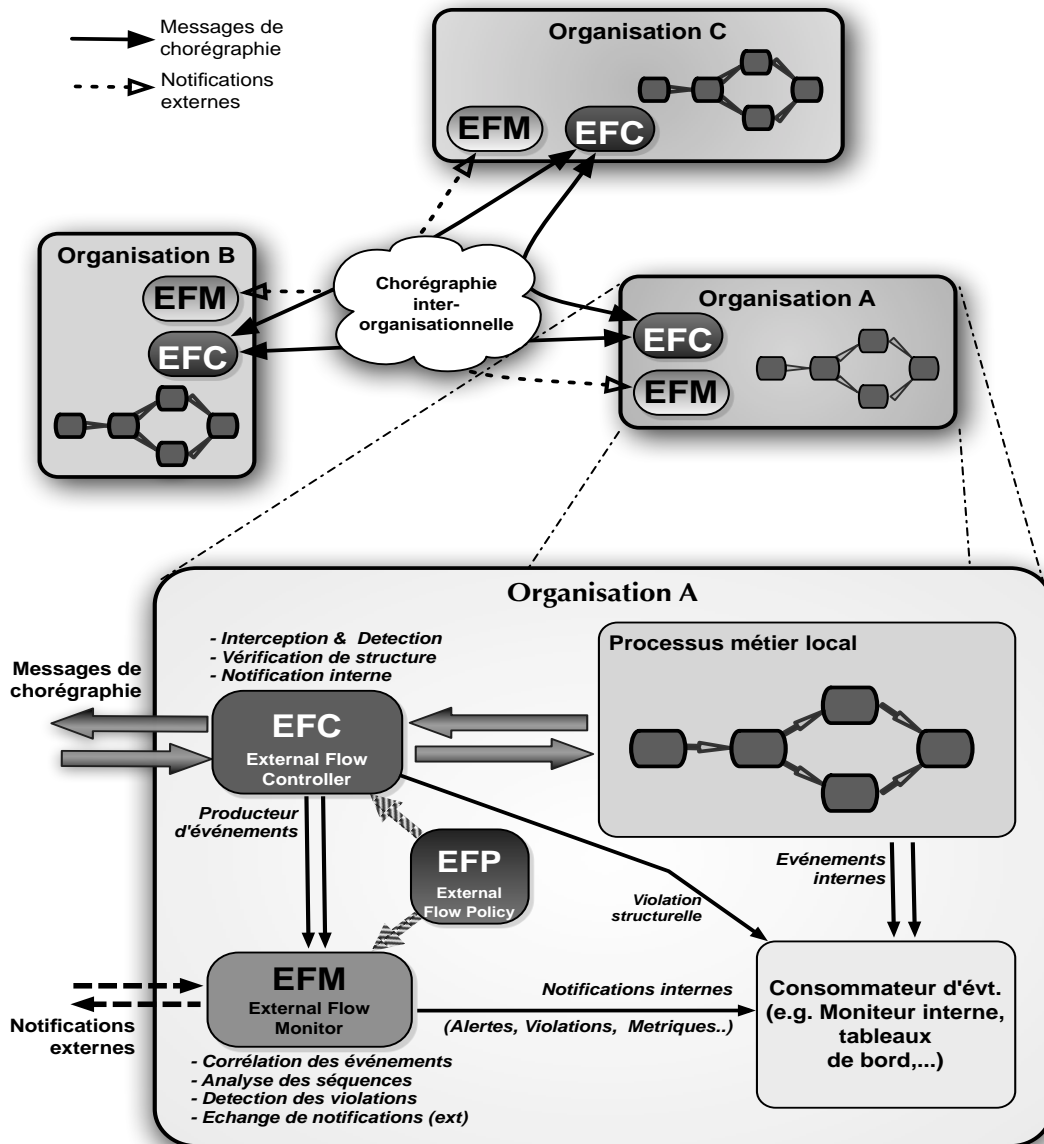 Messages de
chorégraphie
Notifications
externes
Organisation C
EFM
EFC
Organisation B
EFM
EFC
Chorégraphie
inter-
organisationnelle
Organisation A
EFC
EFM
Organisation A
- Interception & Detection
- Vérification de structure
- Notification interne
Messages de
chorégraphie
EFC
External Flow
Controller
Processus métier local
Producteur
d'événements
EFP
External
Flow Policy
Violation
structurelle
Evénements
internes
EFM
External Flow
Monitor
Notifications
externes
Notifications internes
(Alertes, Violations, Metriques..)
Consommateur d'évt.
(e.g. Moniteur interne,
tableaux
de bord,...)
- Corrélation des événements
- Analyse des séquences
- Detection des violations
- Echange de notifications (ext)